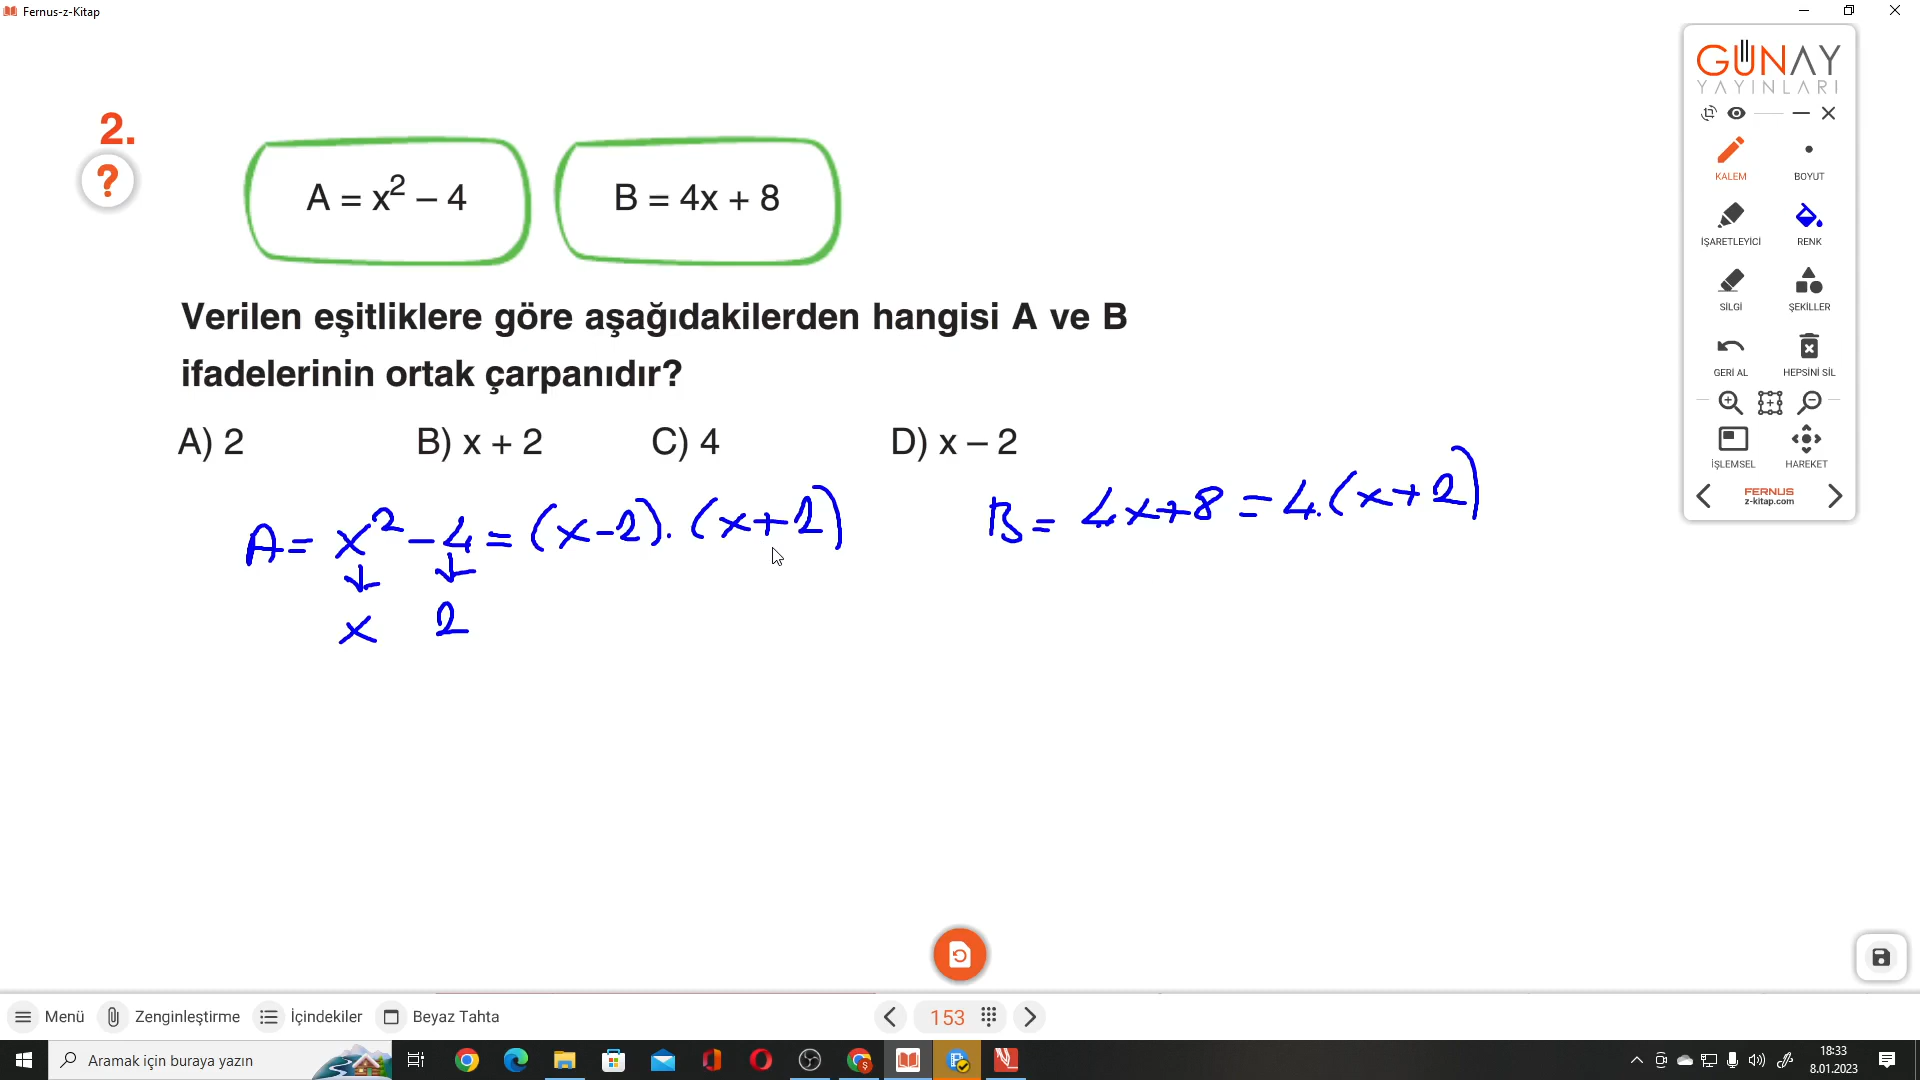 Fernus-z-Kitap
GÜNAY
YAYINLARI
2.
?
A = x² – 4
B = 4x + 8
Verilen eşitliklere göre aşağıdakilerden hangisi A ve B
ifadelerinin ortak çarpanıdır?
A) 2 B) x + 2 C) 4 D) x – 2
A = x² - 4 = (x-2).(x+2)
x 2
B = 4x+8 = 4.(x+2)
KALEM BOYUT
İŞARETLEYİCİ RENK
SİLGİ ŞEKİLLER
GERİ AL HEPSİNİ SİL
İŞLEMSEL HAREKET
FERNUS
z-kitap.com
Menü Zenginleştirme İçindekiler Beyaz Tahta 153
Aramak için buraya yazın
18:33
8.01.2023